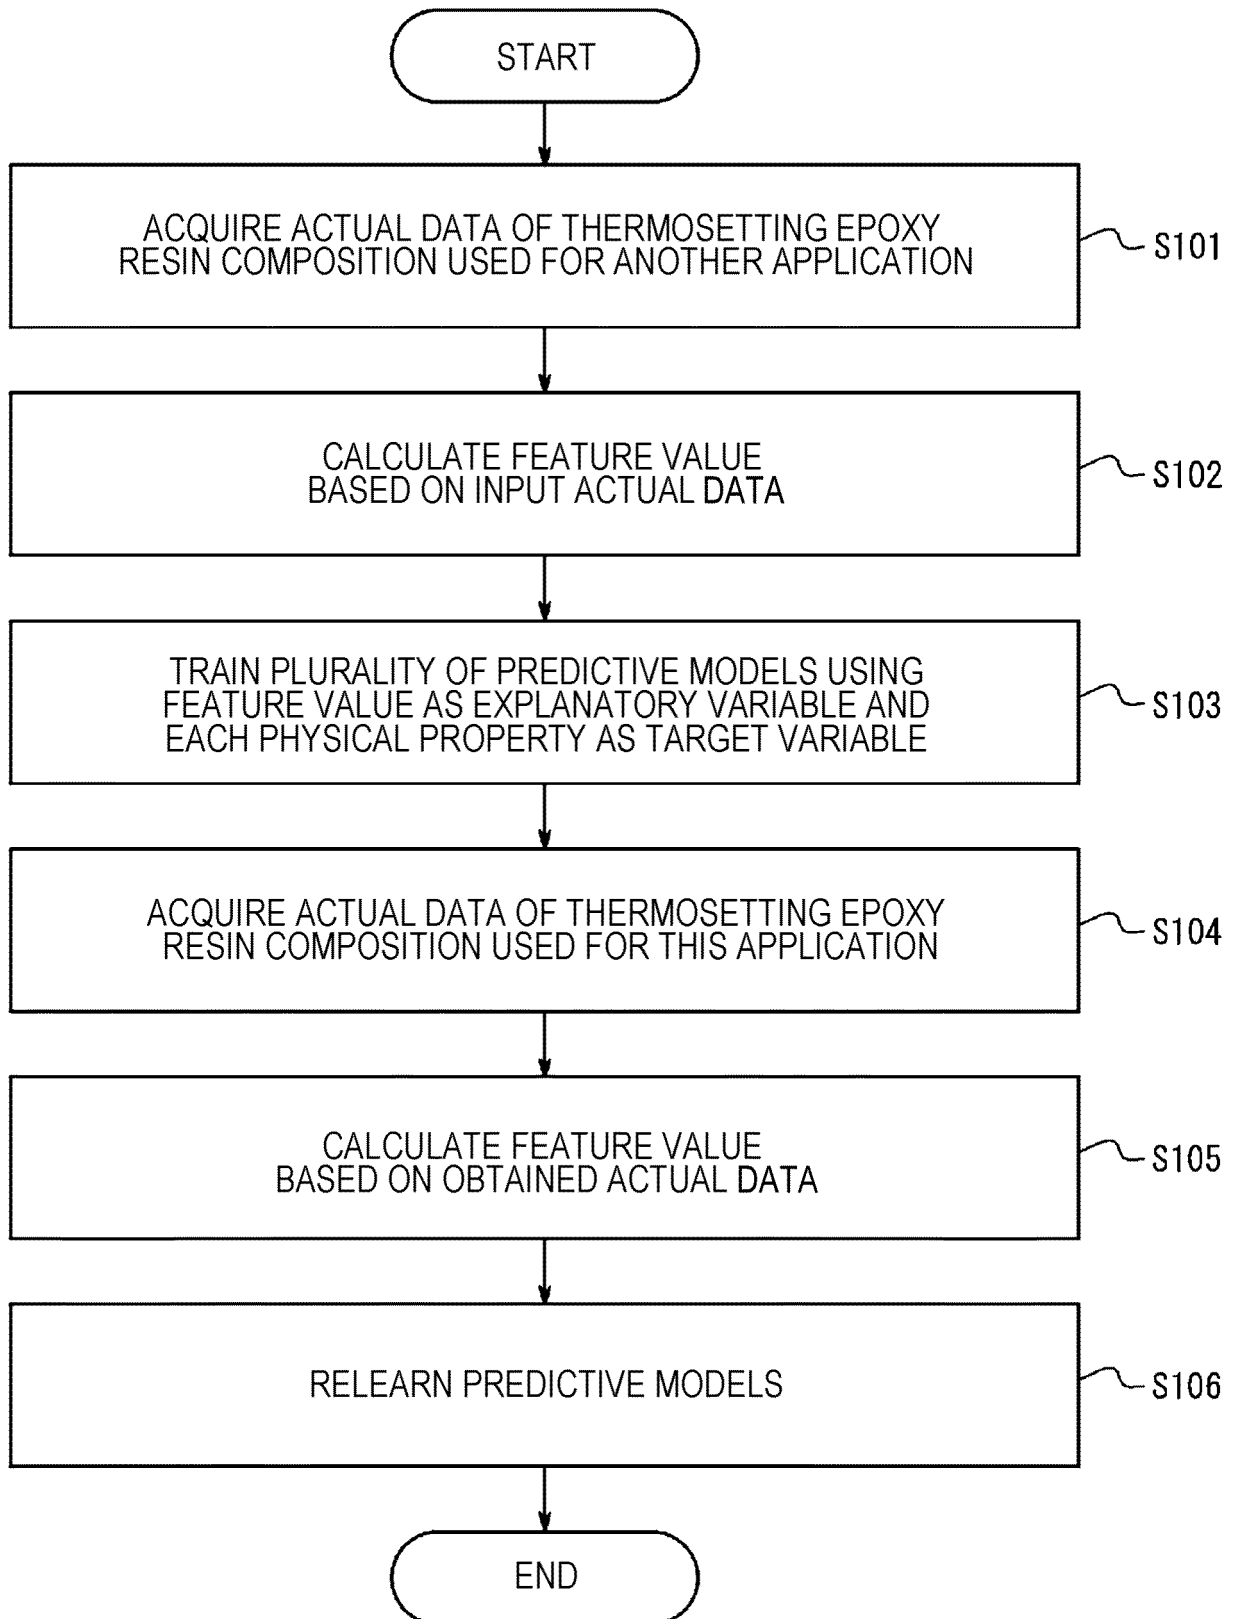 START
ACQUIRE ACTUAL DATA OF THERMOSETTING EPOXY
RESIN COMPOSITION USED FOR ANOTHER APPLICATION
S101
CALCULATE FEATURE VALUE
BASED ON INPUT ACTUAL DATA
S102
TRAIN PLURALITY OF PREDICTIVE MODELS USING
FEATURE VALUE AS EXPLANATORY VARIABLE AND
EACH PHYSICAL PROPERTY AS TARGET VARIABLE
S103
ACQUIRE ACTUAL DATA OF THERMOSETTING EPOXY
RESIN COMPOSITION USED FOR THIS APPLICATION
S104
CALCULATE FEATURE VALUE
BASED ON OBTAINED ACTUAL DATA
S105
RELEARN PREDICTIVE MODELS
S106
END